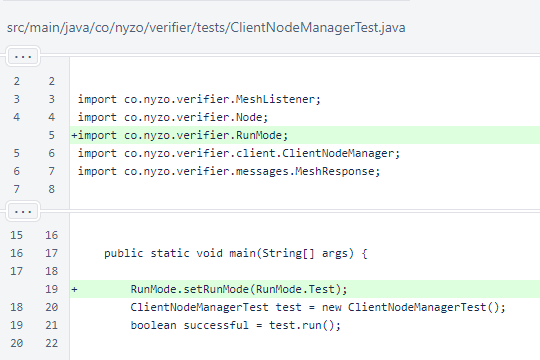 src/main/java/co/nyzo/verifier/tests/ClientNodeManagerTest.java
...
2 2
3 3 import co.nyzo.verifier.MeshListener;
4 4 import co.nyzo.verifier.Node;
5 +import co.nyzo.verifier.RunMode;
5 6 import co.nyzo.verifier.client.ClientNodeManager;
6 7 import co.nyzo.verifier.messages.MeshResponse;
7 8
...
15 16
16 17 public static void main(String[] args) {
17 18
19 + RunMode.setRunMode(RunMode.Test);
18 20 ClientNodeManagerTest test = new ClientNodeManagerTest();
19 21 boolean successful = test.run();
20 22